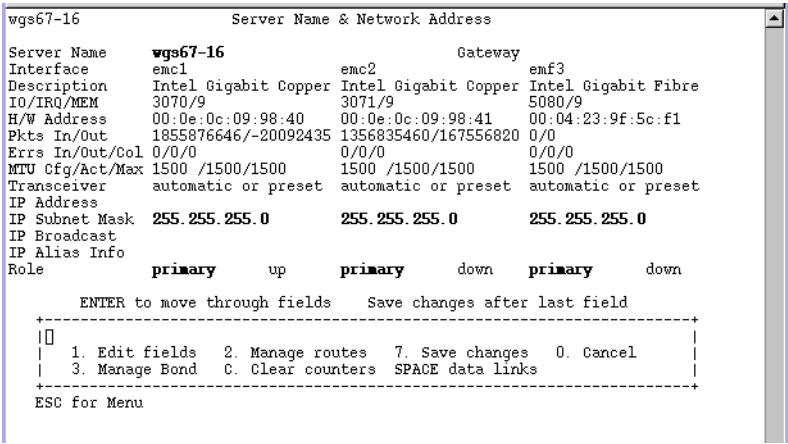 wgs67-16 Server Name & Network Address
Server Name wgs67-16 Gateway
Interface emc1 emc2 emf3
Description Intel Gigabit Copper Intel Gigabit Copper Intel Gigabit Fibre
IO/IRQ/MEM 3070/9 3071/9 5080/9
H/W Address 00:0e:0c:09:98:40 00:0e:0c:09:98:41 00:04:23:9f:5c:f1
Pkts In/Out 1855876646/-20092435 1356835460/167556820 0/0
Errs In/Out/Col 0/0/0 0/0/0 0/0/0
MTU Cfg/Act/Max 1500 /1500/1500 1500 /1500/1500 1500 /1500/1500
Transceiver automatic or preset automatic or preset automatic or preset
IP Address
IP Subnet Mask 255.255.255.0 255.255.255.0 255.255.255.0
IP Broadcast
IP Alias Info
Role primary up primary down primary down
ENTER to move through fields Save changes after last field
1. Edit fields 2. Manage routes 7. Save changes 0. Cancel
3. Manage Bond C. Clear counters SPACE data links
ESC for Menu